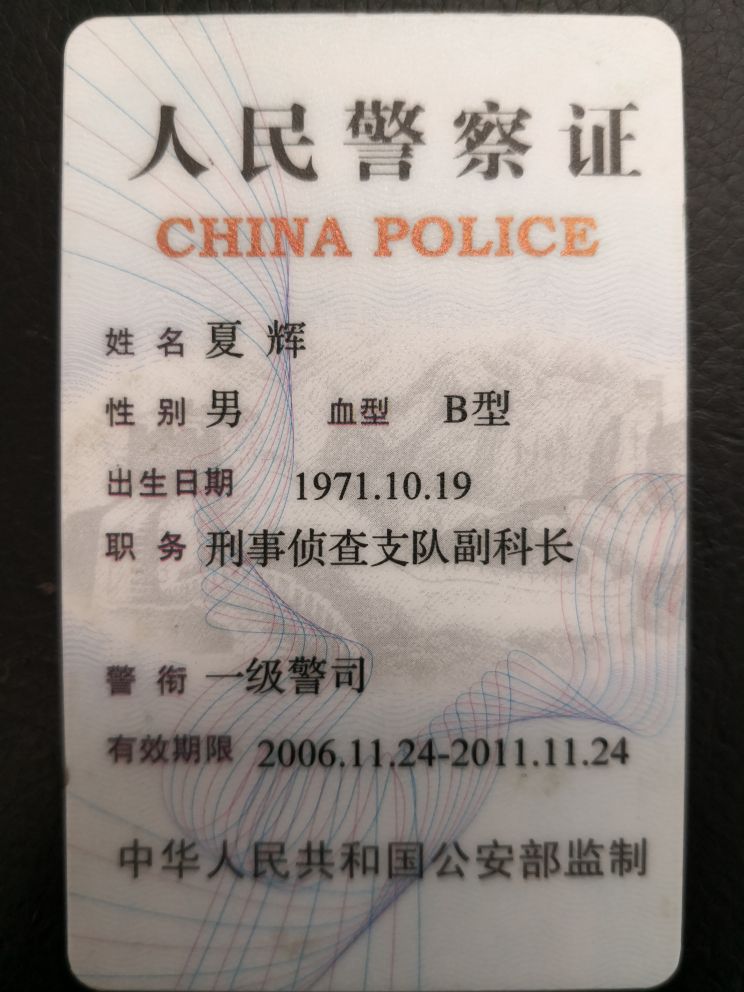 人民警察证
CHINA POLICE
姓名 夏辉
性别 男 血型 B型
出生日期 1971.10.19
职务 刑事侦查支队副科长
警衔 一级警司
有效期限 2006.11.24-2011.11.24
中华人民共和国公安部监制